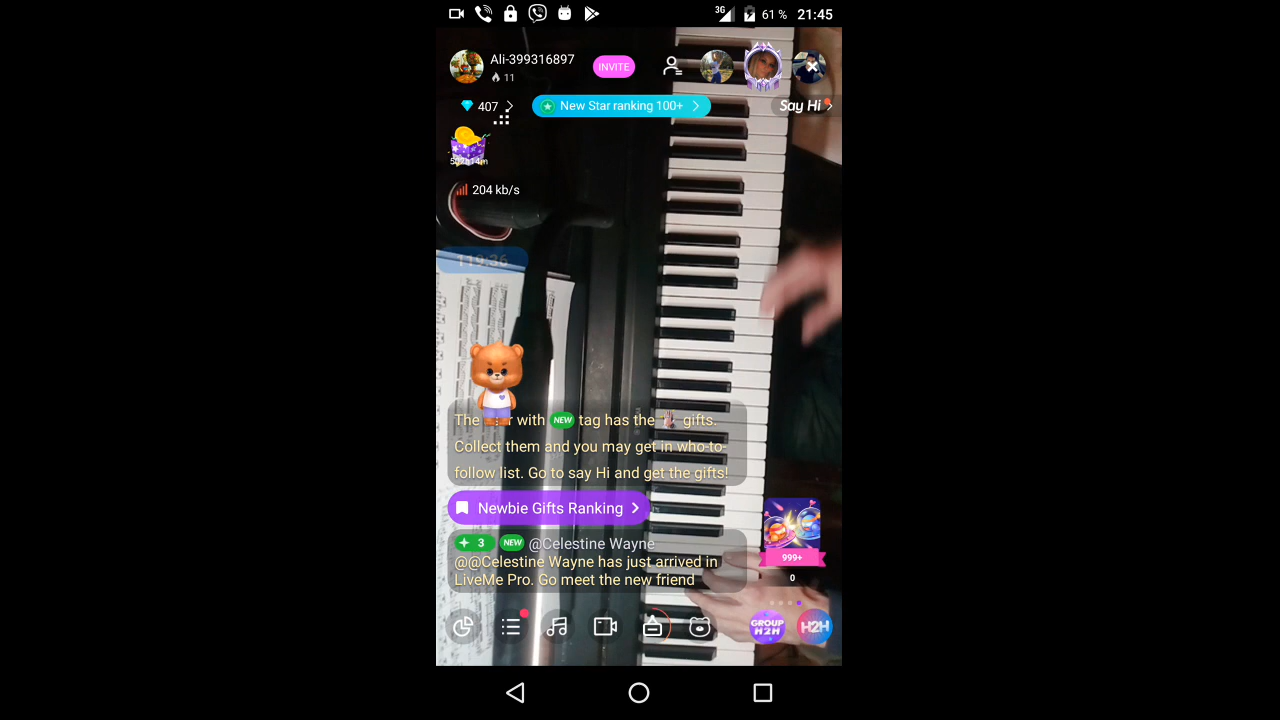 3G 61 % 21:45
Ali-399316897
11
INVITE
407
New Star ranking 100+
Say Hi
204 kb/s
119:36
The with NEW tag has the gifts.
Collect them and you may get in who-to-
follow list. Go to say Hi and get the gifts!
Newbie Gifts Ranking
3 NEW @Celestine Wayne
@@Celestine Wayne has just arrived in
LiveMe Pro. Go meet the new friend
999+
0
GROUP
H2H
H2H